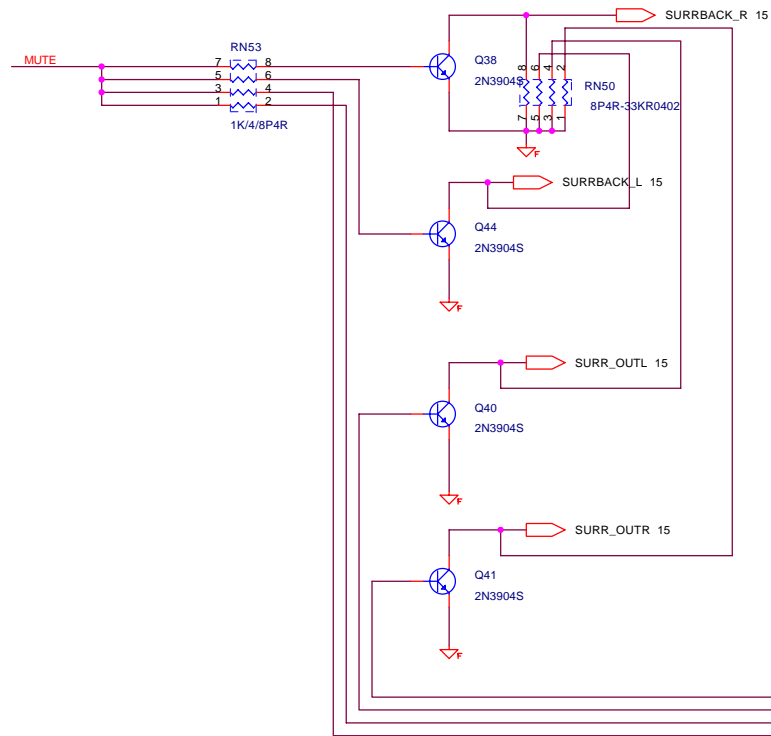 SURRBACK_R 15
MUTE
RN53
7 8
5 6
3 4
1 2
1K/4/8P4R
Q38
2N3904S
8 6 4 2
7 5 3 1
RN50
8P4R-33KR0402
F
SURRBACK_L 15
Q44
2N3904S
F
SURR_OUTL 15
Q40
2N3904S
F
SURR_OUTR 15
Q41
2N3904S
F